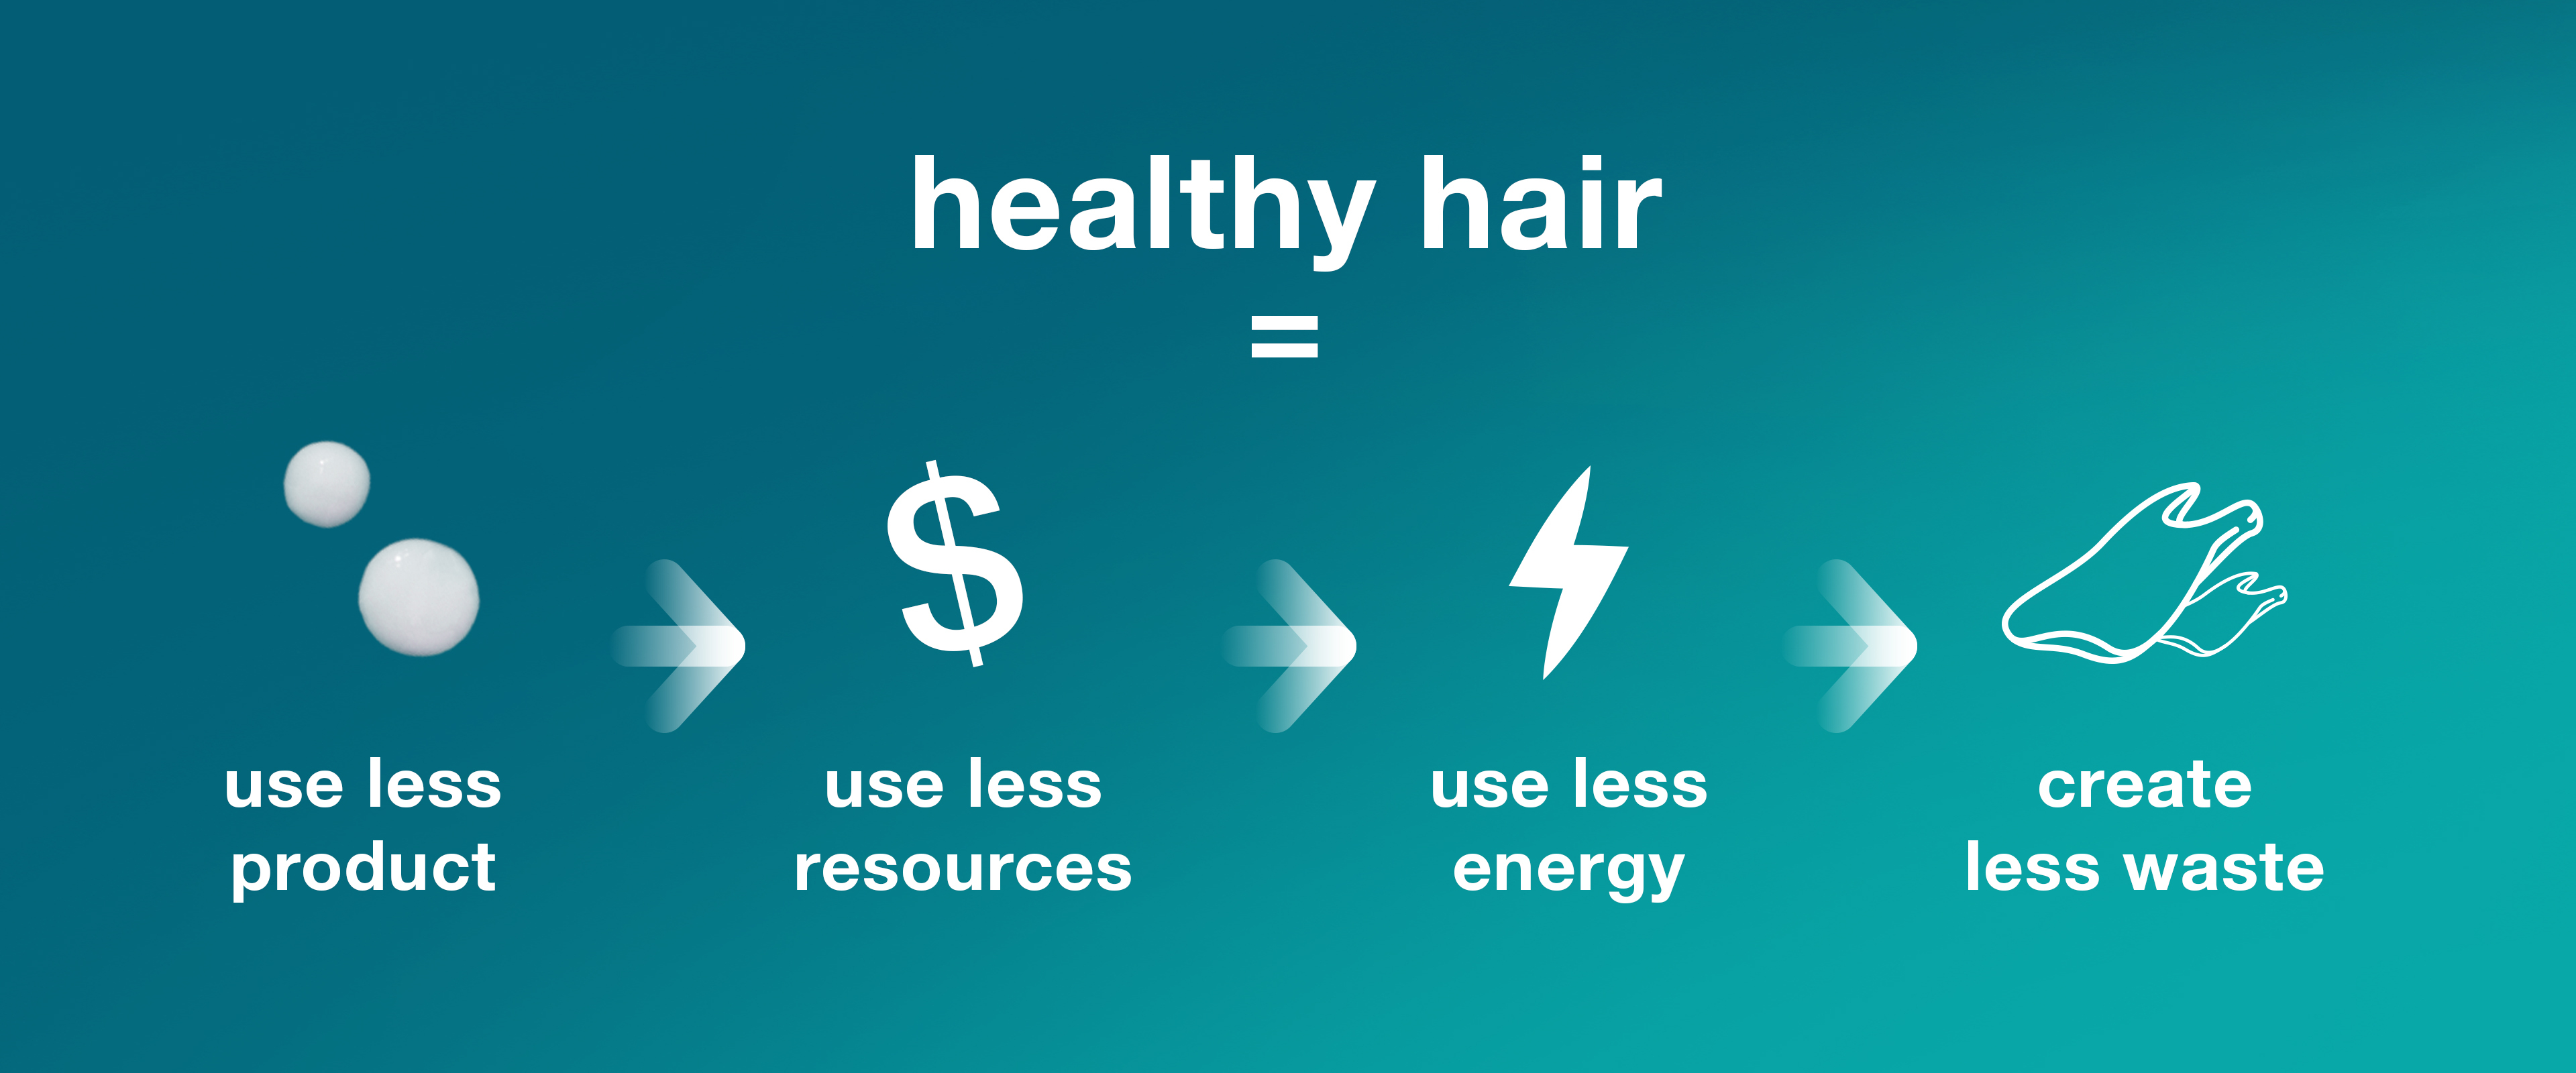 healthy hair
=
use less
product
$
use less
resources
use less
energy
create
less waste